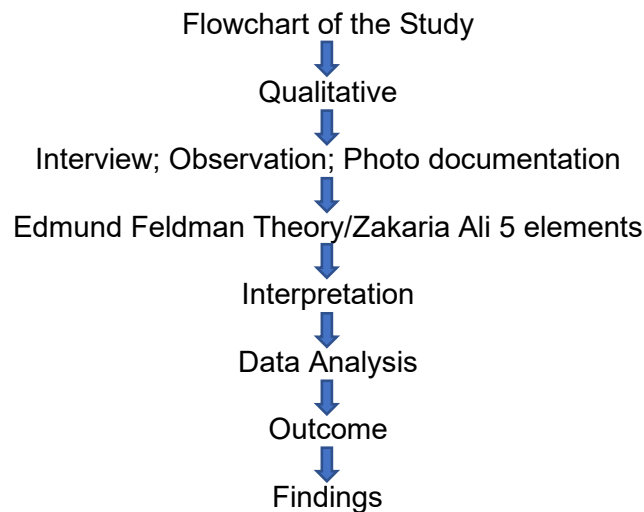 Flowchart of the Study
Qualitative
Interview; Observation; Photo documentation
Edmund Feldman Theory/Zakaria Ali 5 elements
Interpretation
Data Analysis
Outcome
Findings